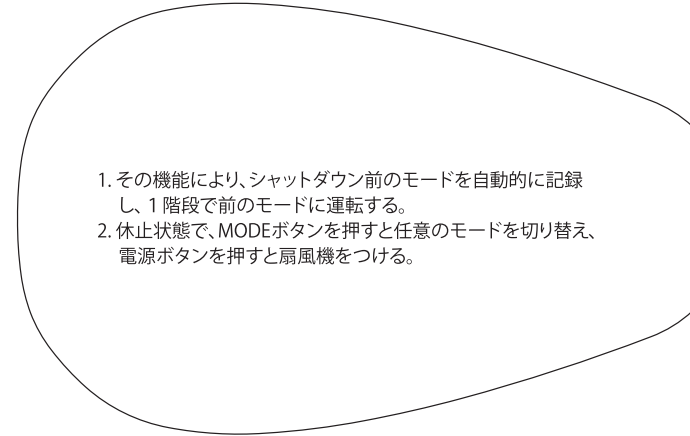 1. その機能により、シャットダウン前のモードを自動的に記録
し、1 階段で前のモードに運転する。
2. 休止状態で、MODEボタンを押すと任意のモードを切り替え、
電源ボタンを押すと扇風機をつける。